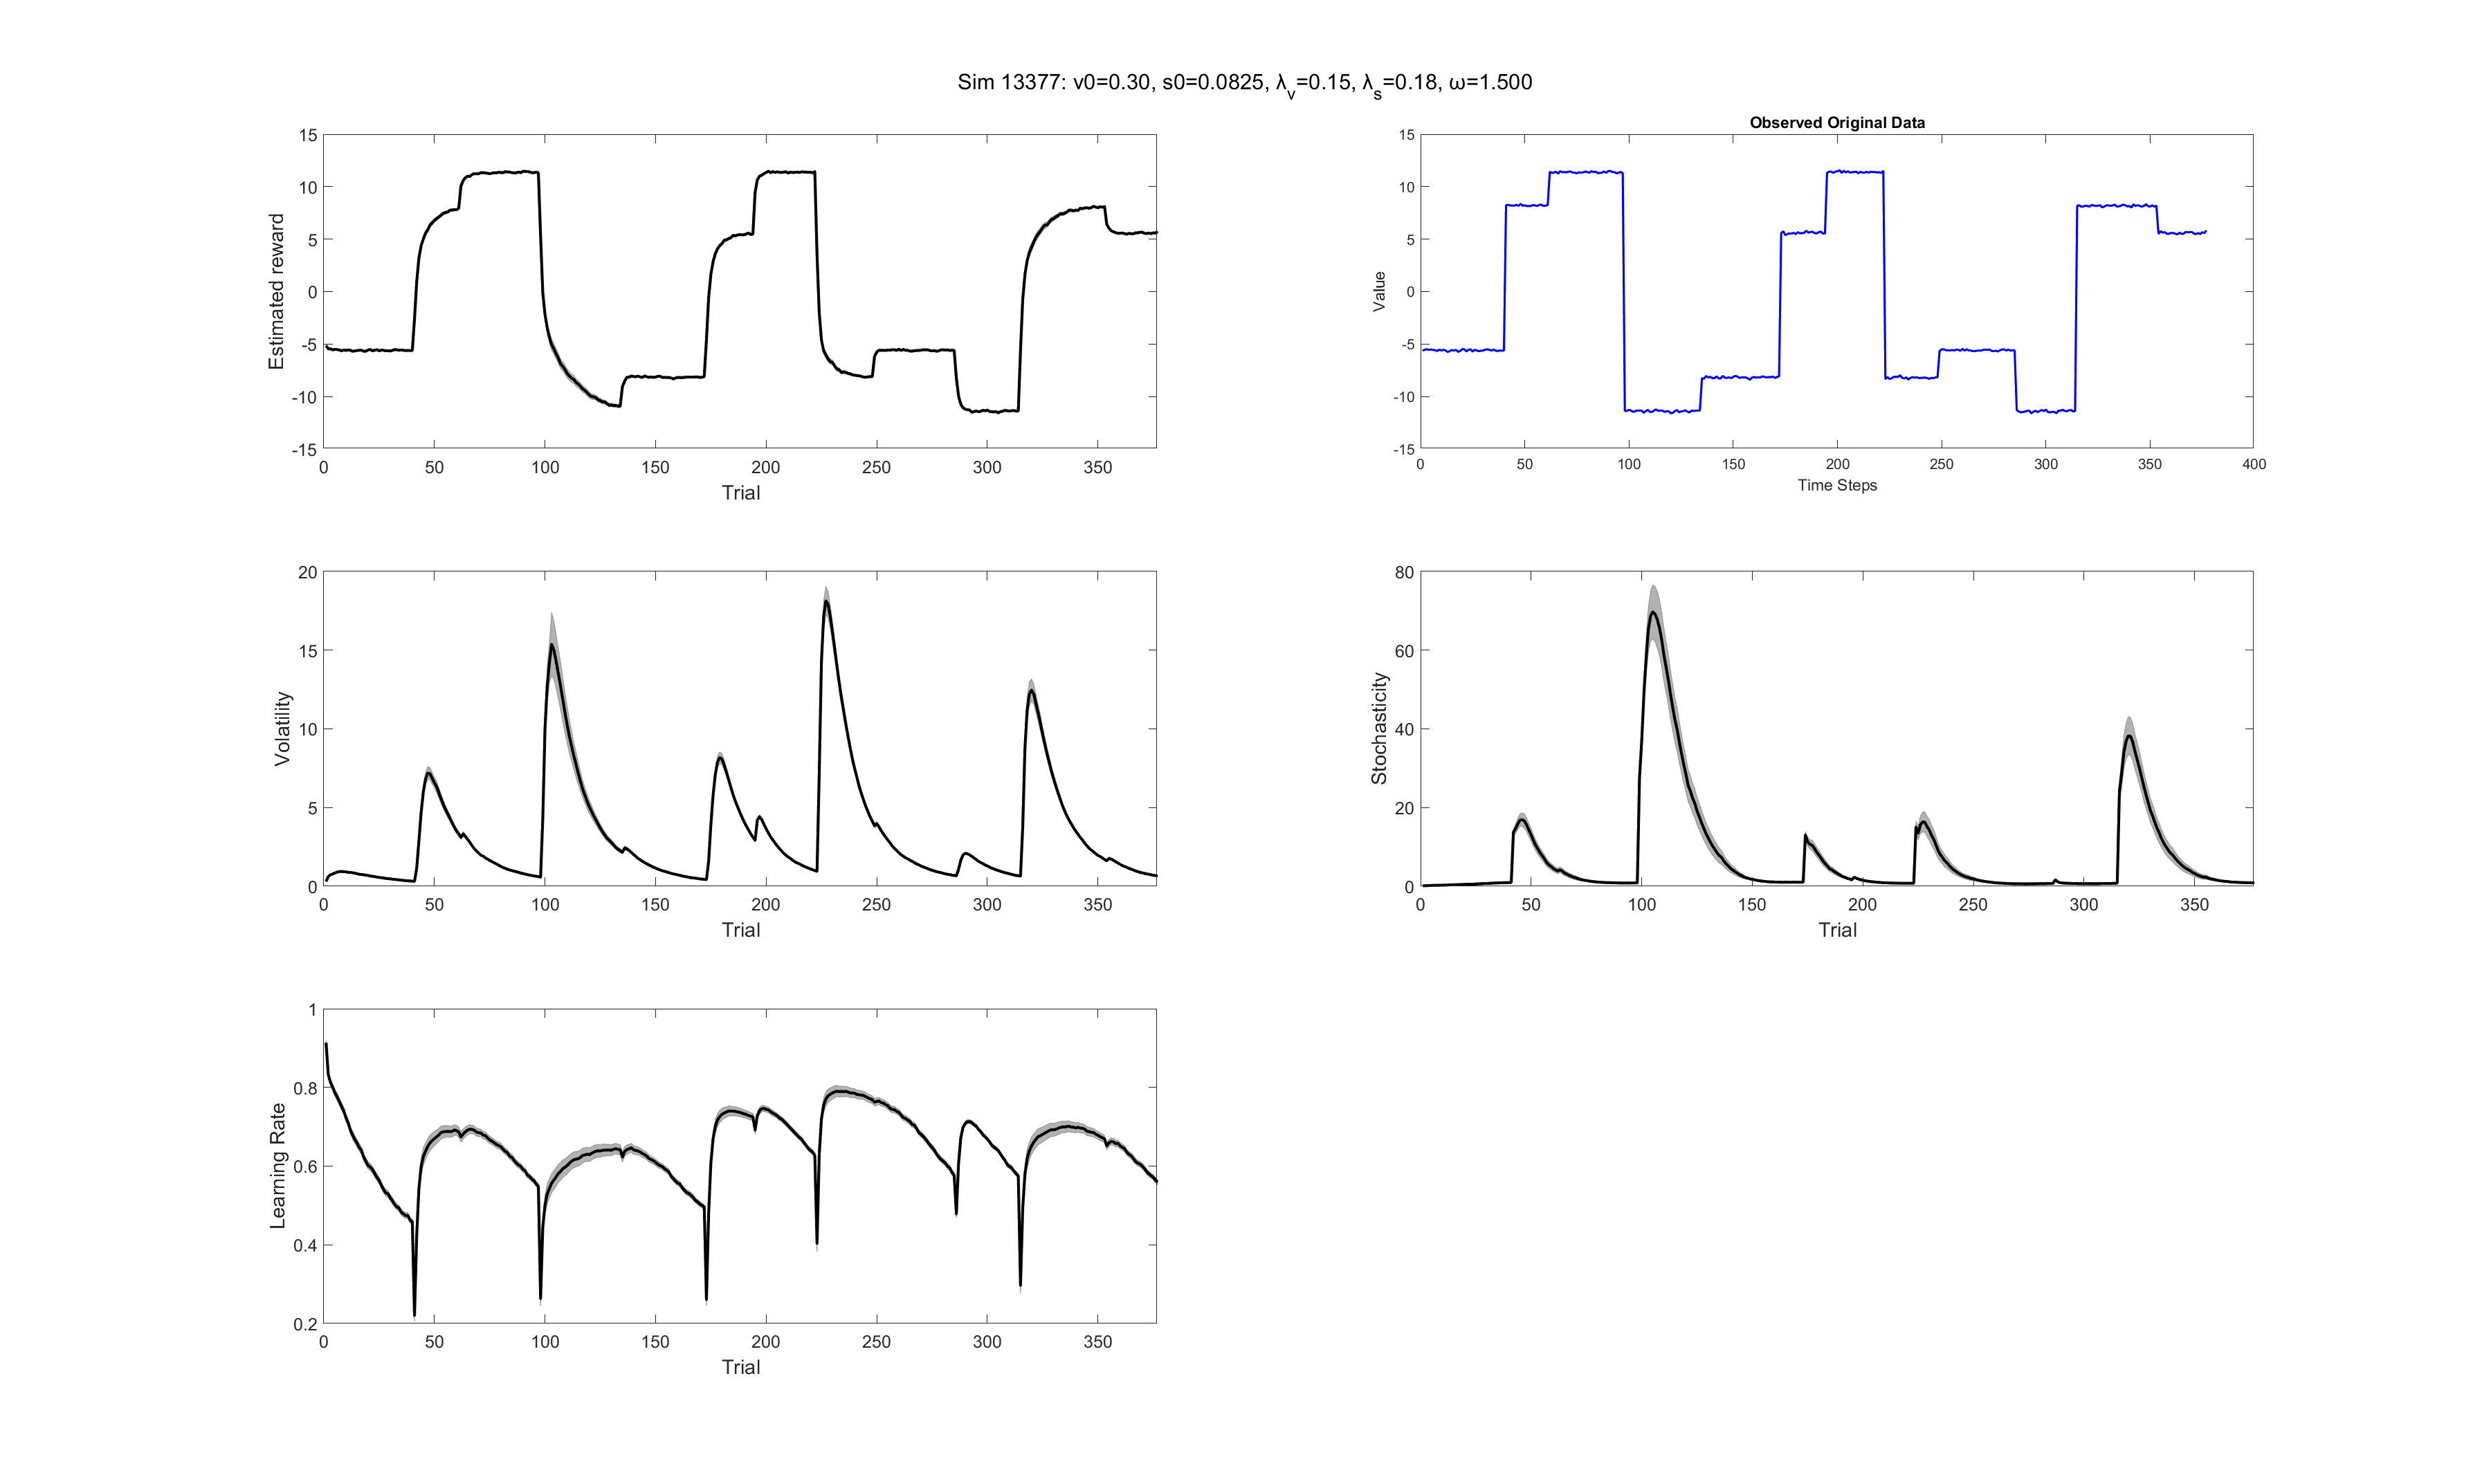 Sim 13377: v0=0.30, s0=0.0825, λv=0.15, λs=0.18, ω=1.500
15
10
5
0
-5
-10
-15
Estimated reward
0 50 100 150 200 250 300 350
Trial
Observed Original Data
15
10
5
0
-5
-10
-15
Value
0 50 100 150 200 250 300 350 400
Time Steps
20
15
10
5
0
Volatility
0 50 100 150 200 250 300 350
Trial
80
60
40
20
0
Stochasticity
0 50 100 150 200 250 300 350
Trial
1
0.8
0.6
0.4
0.2
Learning Rate
0 50 100 150 200 250 300 350
Trial